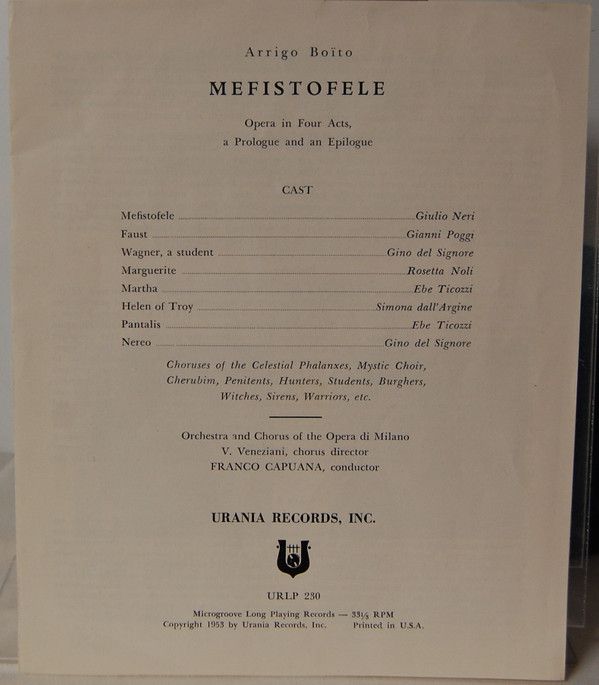 Arrigo Boïto
MEFISTOFELE
Opera in Four Acts,
a Prologue and an Epilogue
CAST
Mefistofele Giulio Neri
Faust Gianni Poggi
Wagner, a student Gino del Signore
Marguerite Rosetta Noli
Martha Ebe Ticozzi
Helen of Troy Simona dall'Argine
Pantalis Ebe Ticozzi
Nereo Gino del Signore
Choruses of the Celestial Phalanxes, Mystic Choir,
Cherubim, Penitents, Hunters, Students, Burghers,
Witches, Sirens, Warriors, etc.
Orchestra and Chorus of the Opera di Milano
V. Veneziani, chorus director
FRANCO CAPUANA, conductor
URANIA RECORDS, INC.
URLP 230
Microgroove Long Playing Records — 33⅓ RPM
Copyright 1953 by Urania Records, Inc. Printed in U.S.A.